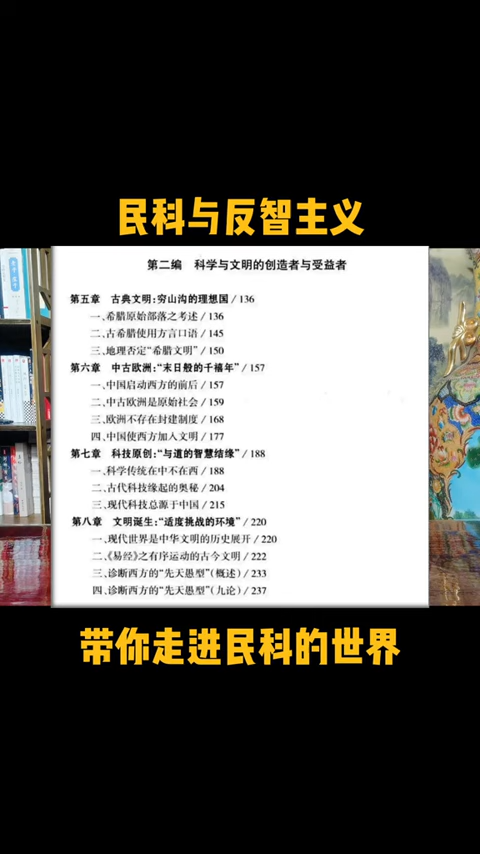 民科与反智主义
第二编 科学与文明的创造者与受益者
第五章 古典文明:穷山沟的理想国 / 136
一、希腊原始部落之考述 / 136
二、古希腊使用方言口语 / 145
三、地理否定“希腊文明” / 150
第六章 中古欧洲:“末日般的千禧年” / 157
一、中国启动西方的前后 / 157
二、中古欧洲是原始社会 / 159
三、欧洲不存在封建制度 / 168
四、中国使西方加入文明 / 177
第七章 科技原创:“与道的智慧结缘” / 188
一、科学传统在中不在西 / 188
二、古代科技缘起的奥秘 / 204
三、现代科技总源于中国 / 215
第八章 文明诞生:“适度挑战的环境” / 220
一、现代世界是中华文明的历史展开 / 220
二、《易经》之有序运动的古今文明 / 222
三、诊断西方的“先天愚型”(概述) / 233
四、诊断西方的“先天愚型”(九论) / 237
带你走进民科的世界